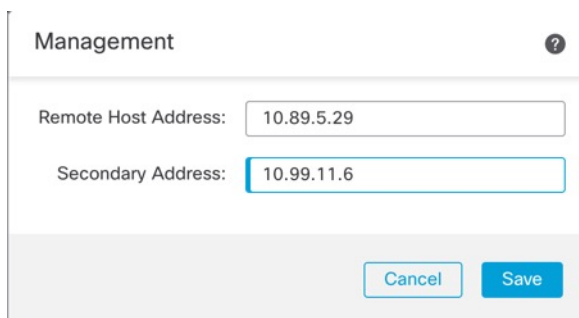 Management
Remote Host Address: 10.89.5.29
Secondary Address: 10.99.11.6
Cancel Save